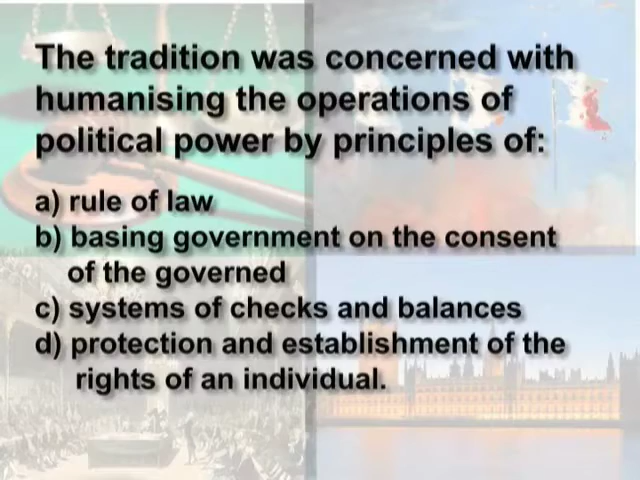 The tradition was concerned with
humanising the operations of
political power by principles of:
a) rule of law
b) basing government on the consent
of the governed
c) systems of checks and balances
d) protection and establishment of the
rights of an individual.